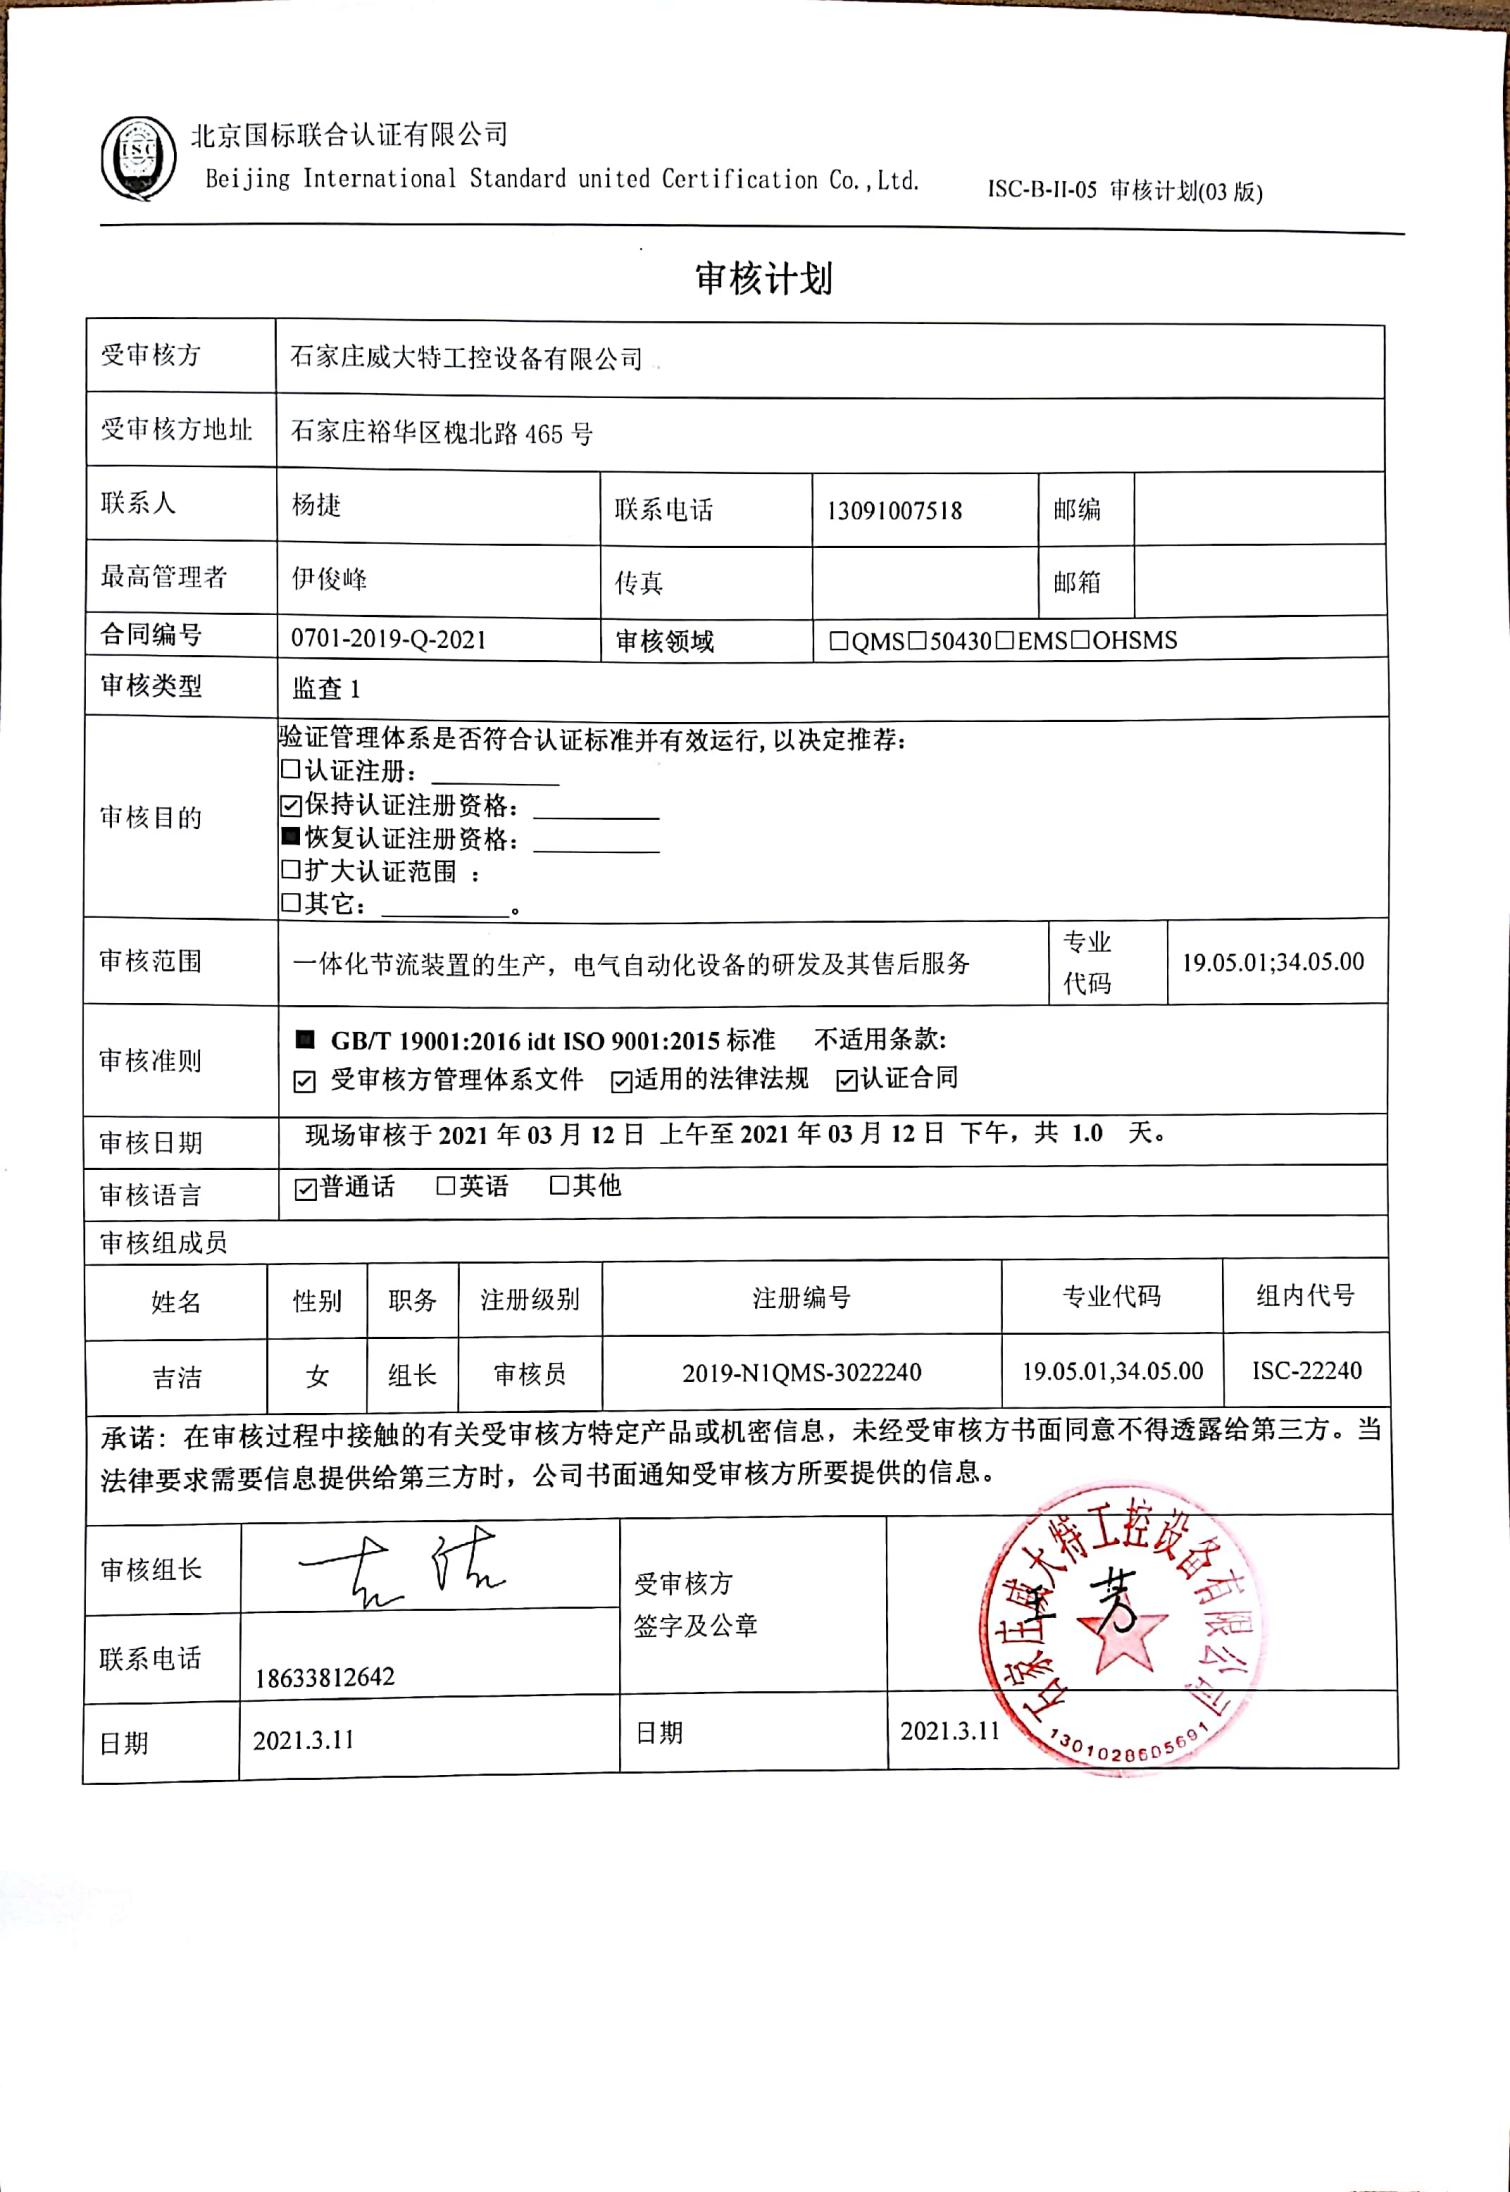 ISC
北京国标联合认证有限公司
Beijing International Standard united Certification Co.,Ltd.
ISC-B-II-05 审核计划(03 版)
审核计划
受审核方 石家庄威大特工控设备有限公司
受审核方地址 石家庄裕华区槐北路 465 号
联系人 杨捷 联系电话 13091007518 邮编
最高管理者 伊俊峰 传真 邮箱
合同编号 0701-2019-Q-2021 审核领域 □QMS□50430□EMS□OHSMS
审核类型 监查 1
审核目的
验证管理体系是否符合认证标准并有效运行,以决定推荐：
□认证注册：
☑保持认证注册资格：
■恢复认证注册资格：
□扩大认证范围 ：
□其它： 。
审核范围 一体化节流装置的生产，电气自动化设备的研发及其售后服务 专业代码 19.05.01;34.05.00
审核准则
■ GB/T 19001:2016 idt ISO 9001:2015 标准 不适用条款:
☑ 受审核方管理体系文件 ☑适用的法律法规 ☑认证合同
审核日期 现场审核于 2021 年 03 月 12 日 上午至 2021 年 03 月 12 日 下午，共 1.0 天。
审核语言 ☑普通话 □英语 □其他
审核组成员
姓名 性别 职务 注册级别 注册编号 专业代码 组内代号
吉洁 女 组长 审核员 2019-N1QMS-3022240 19.05.01,34.05.00 ISC-22240
承诺：在审核过程中接触的有关受审核方特定产品或机密信息，未经受审核方书面同意不得透露给第三方。当
法律要求需要信息提供给第三方时，公司书面通知受审核方所要提供的信息。
审核组长 吉洁
受审核方
签字及公章
王芳
石家庄威大特工控设备有限公司
1301028605691
联系电话 18633812642
日期 2021.3.11 日期 2021.3.11